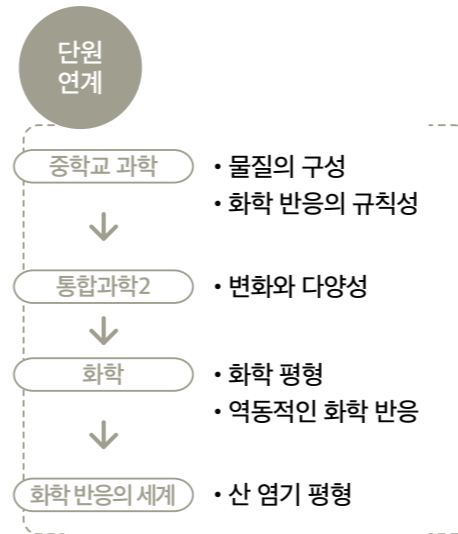 단원
연계
중학교 과학
• 물질의 구성
• 화학 반응의 규칙성
통합과학2
• 변화와 다양성
화학
• 화학 평형
• 역동적인 화학 반응
화학 반응의 세계
• 산 염기 평형